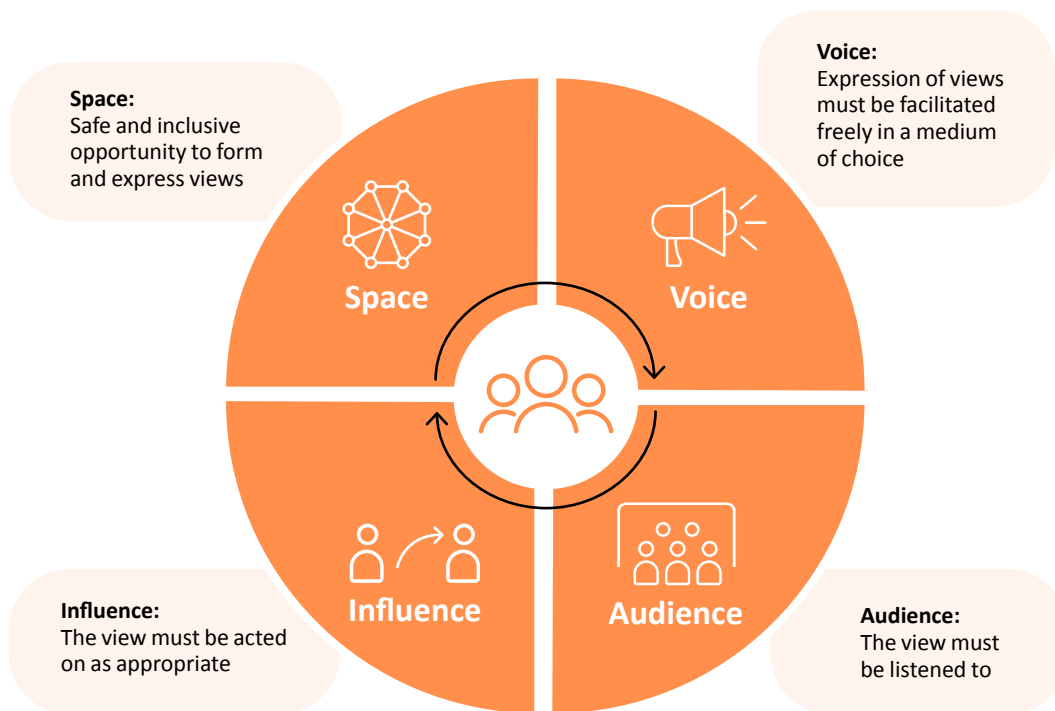 Space:
Safe and inclusive
opportunity to form
and express views
Voice:
Expression of views
must be facilitated
freely in a medium
of choice
Space
Voice
Influence
Audience
Influence:
The view must be acted
on as appropriate
Audience:
The view must
be listened to